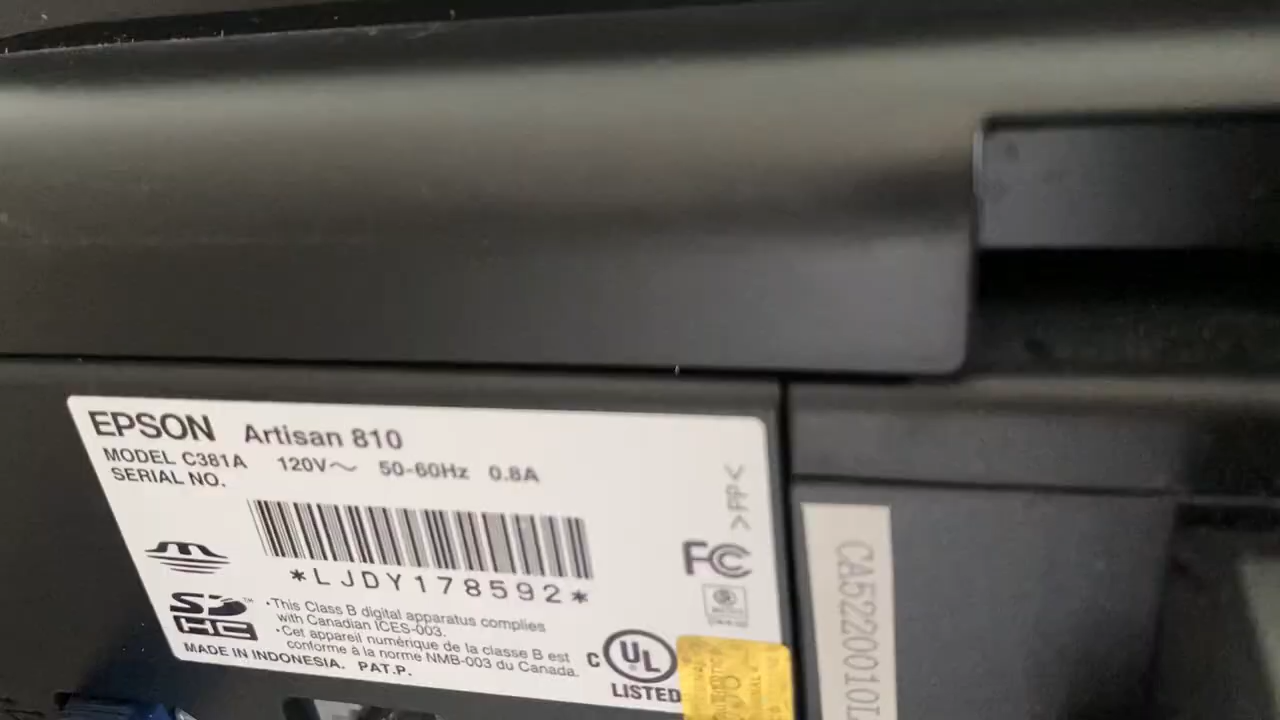 EPSON Artisan 810
MODEL C381A 120V～ 50-60Hz 0.8A
SERIAL NO.
*LJDY178592*
SD HC™
•This Class B digital apparatus complies
with Canadian ICES-003.
•Cet appareil numérique de la classe B est
conforme à la norme NMB-003 du Canada.
MADE IN INDONESIA. PAT.P.
>PP<
FC
C UL
LISTED
CA5220010L